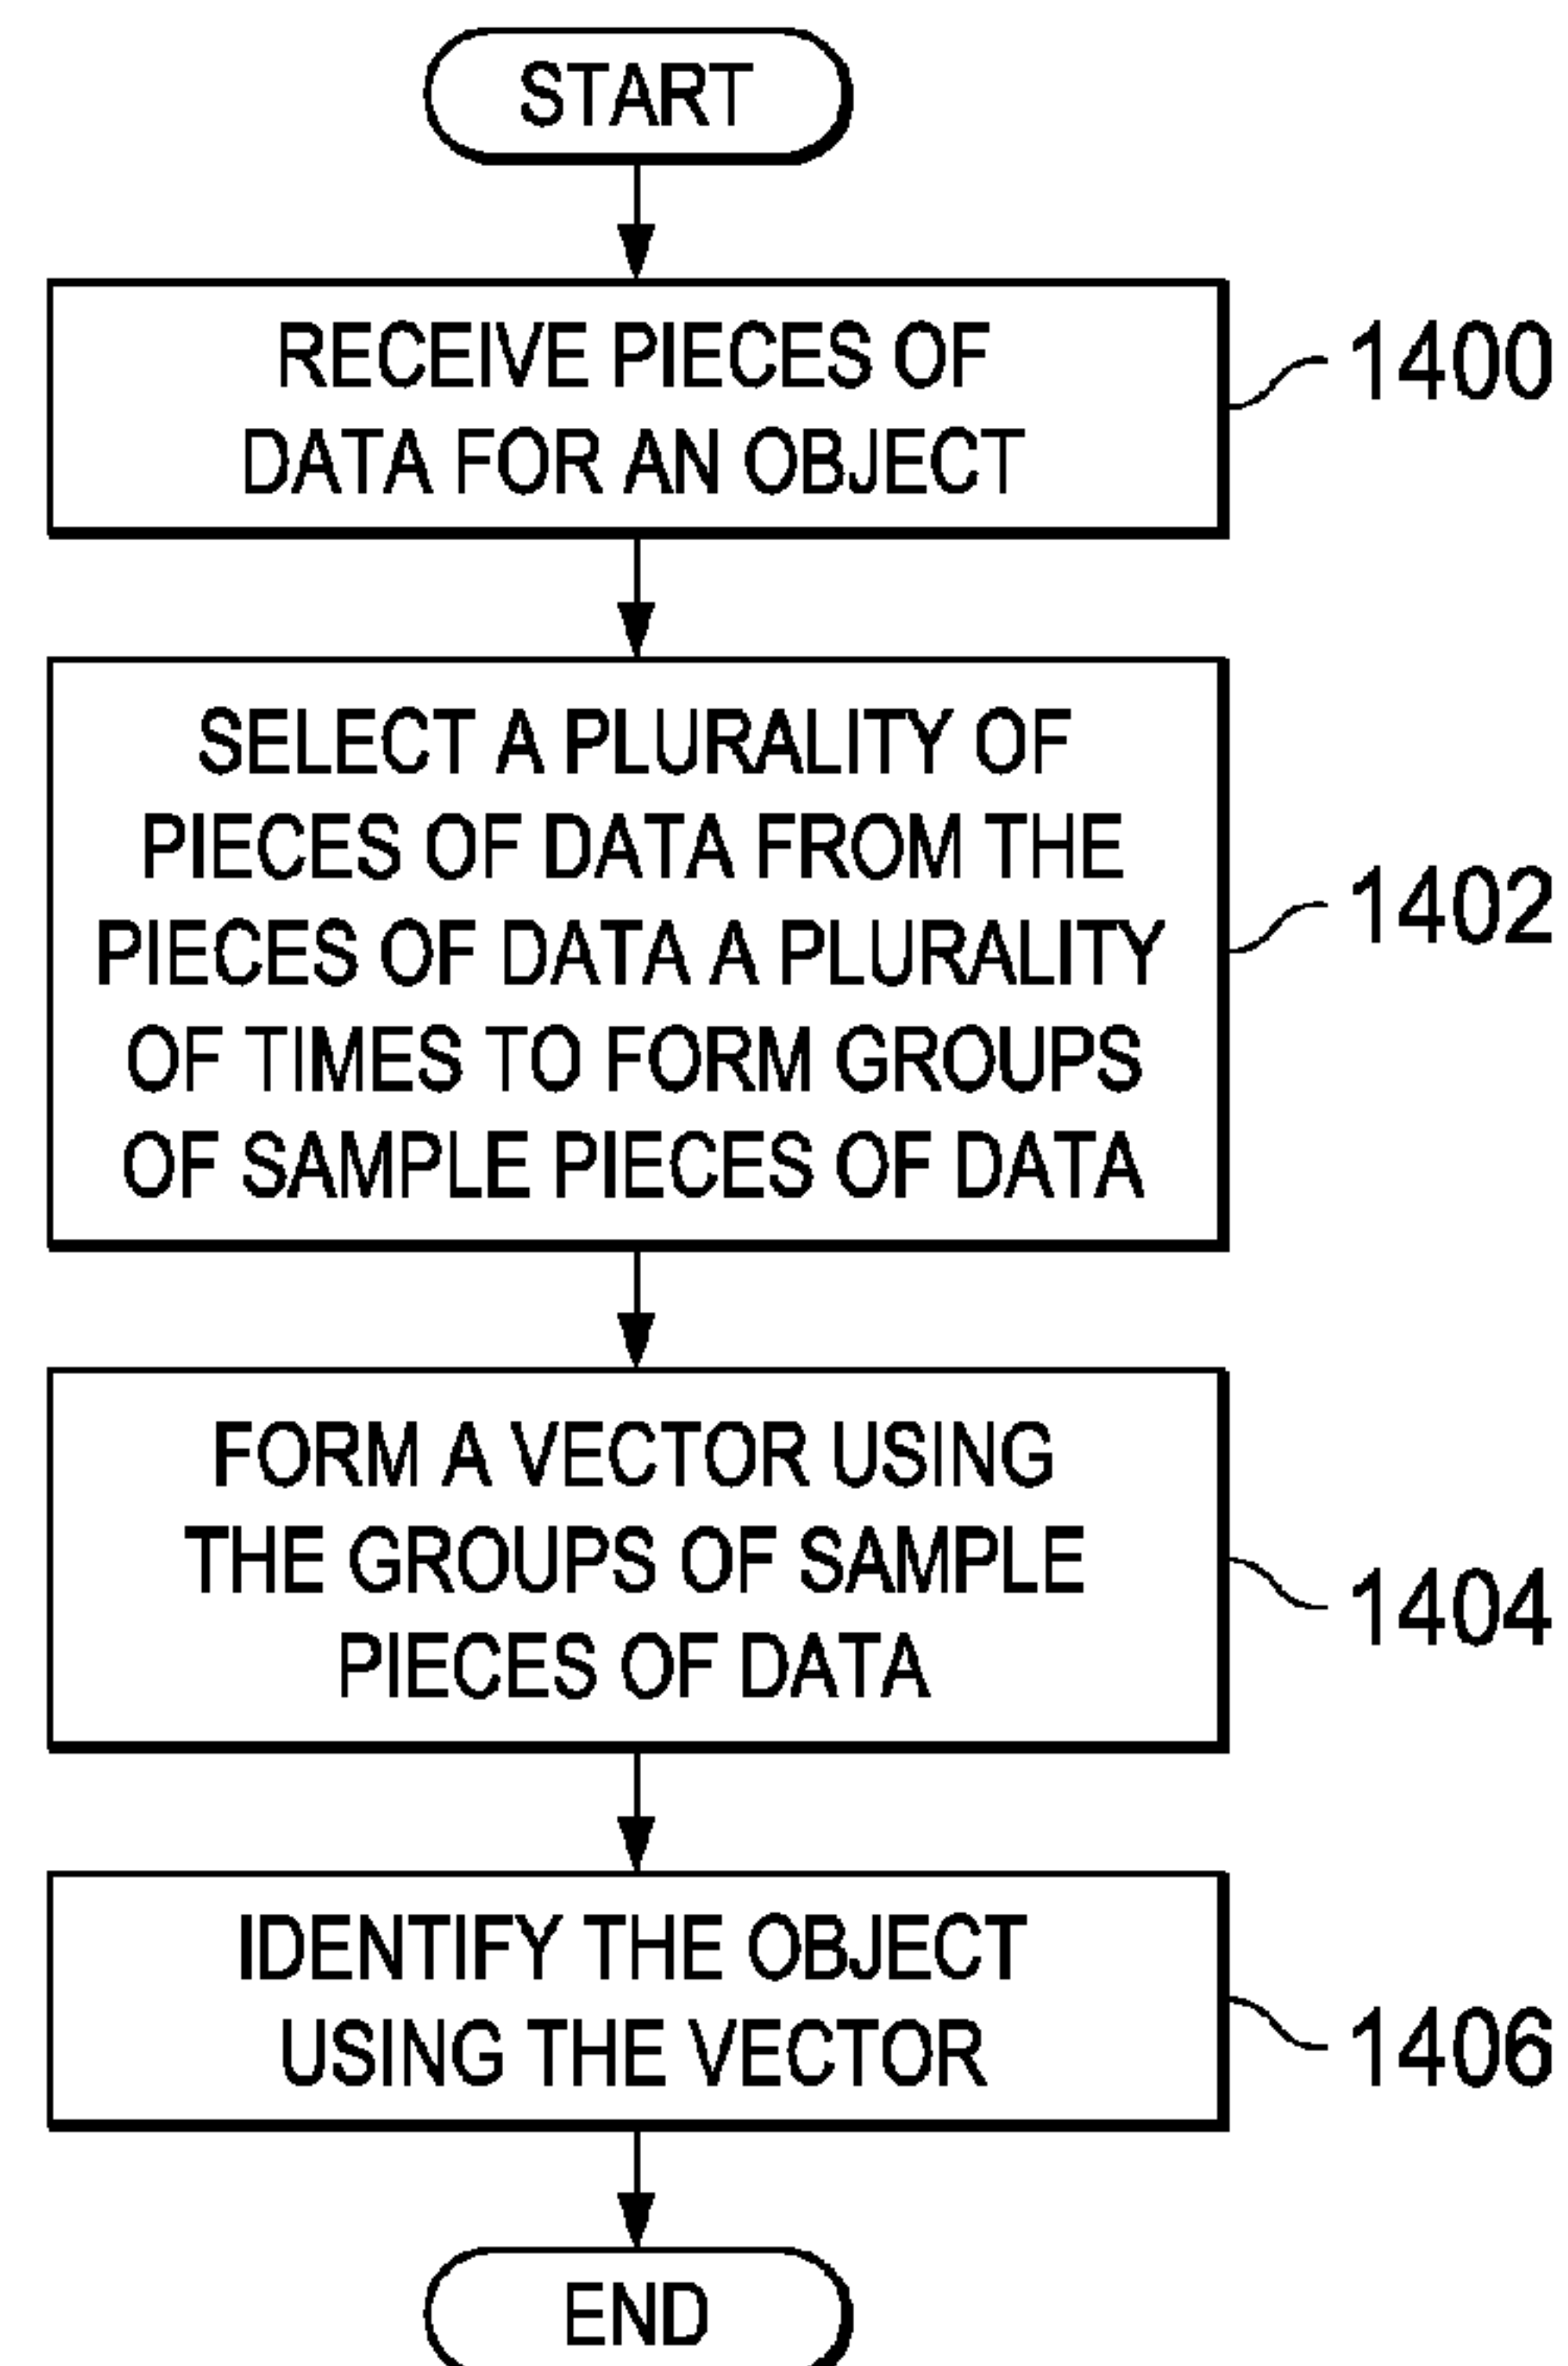 START
RECEIVE PIECES OF
DATA FOR AN OBJECT
1400
SELECT A PLURALITY OF
PIECES OF DATA FROM THE
PIECES OF DATA A PLURALITY
OF TIMES TO FORM GROUPS
OF SAMPLE PIECES OF DATA
1402
FORM A VECTOR USING
THE GROUPS OF SAMPLE
PIECES OF DATA
1404
IDENTIFY THE OBJECT
USING THE VECTOR
1406
END